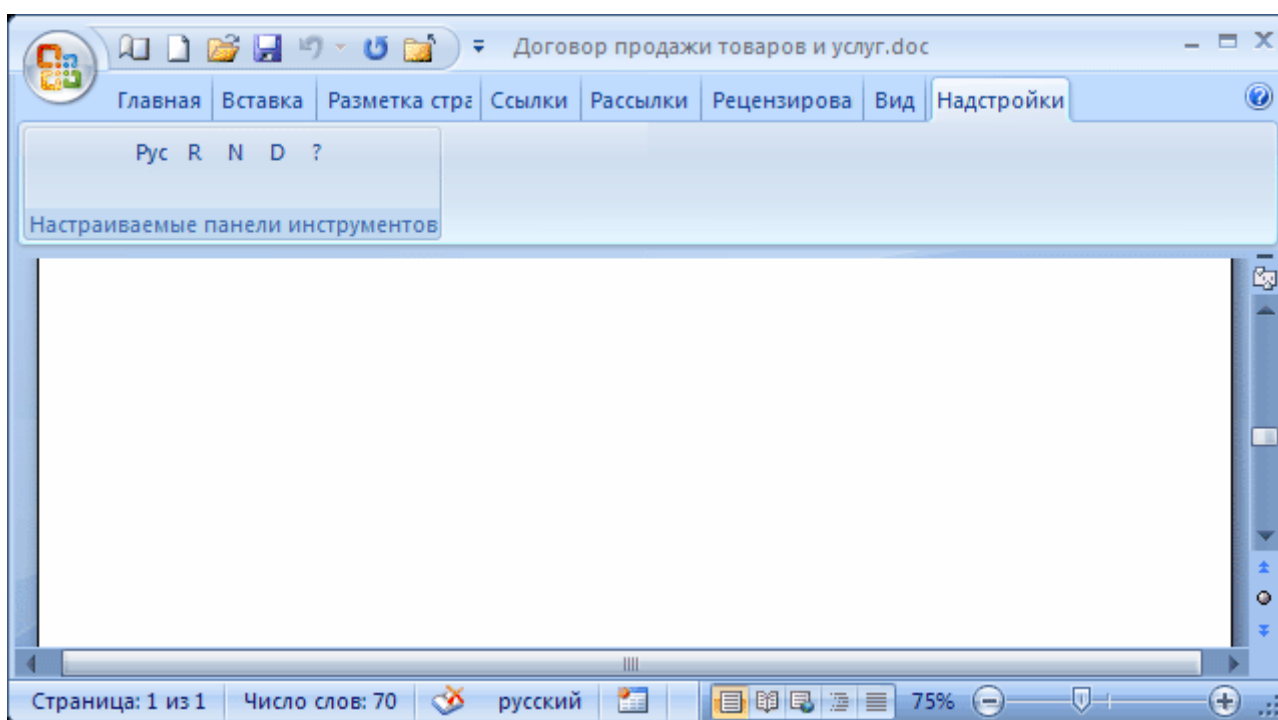 Договор продажи товаров и услуг.doc
Главная Вставка Разметка стра Ссылки Рассылки Рецензирова Вид Надстройки
Рус R N D ?
Настраиваемые панели инструментов
Страница: 1 из 1 Число слов: 70 русский 75%